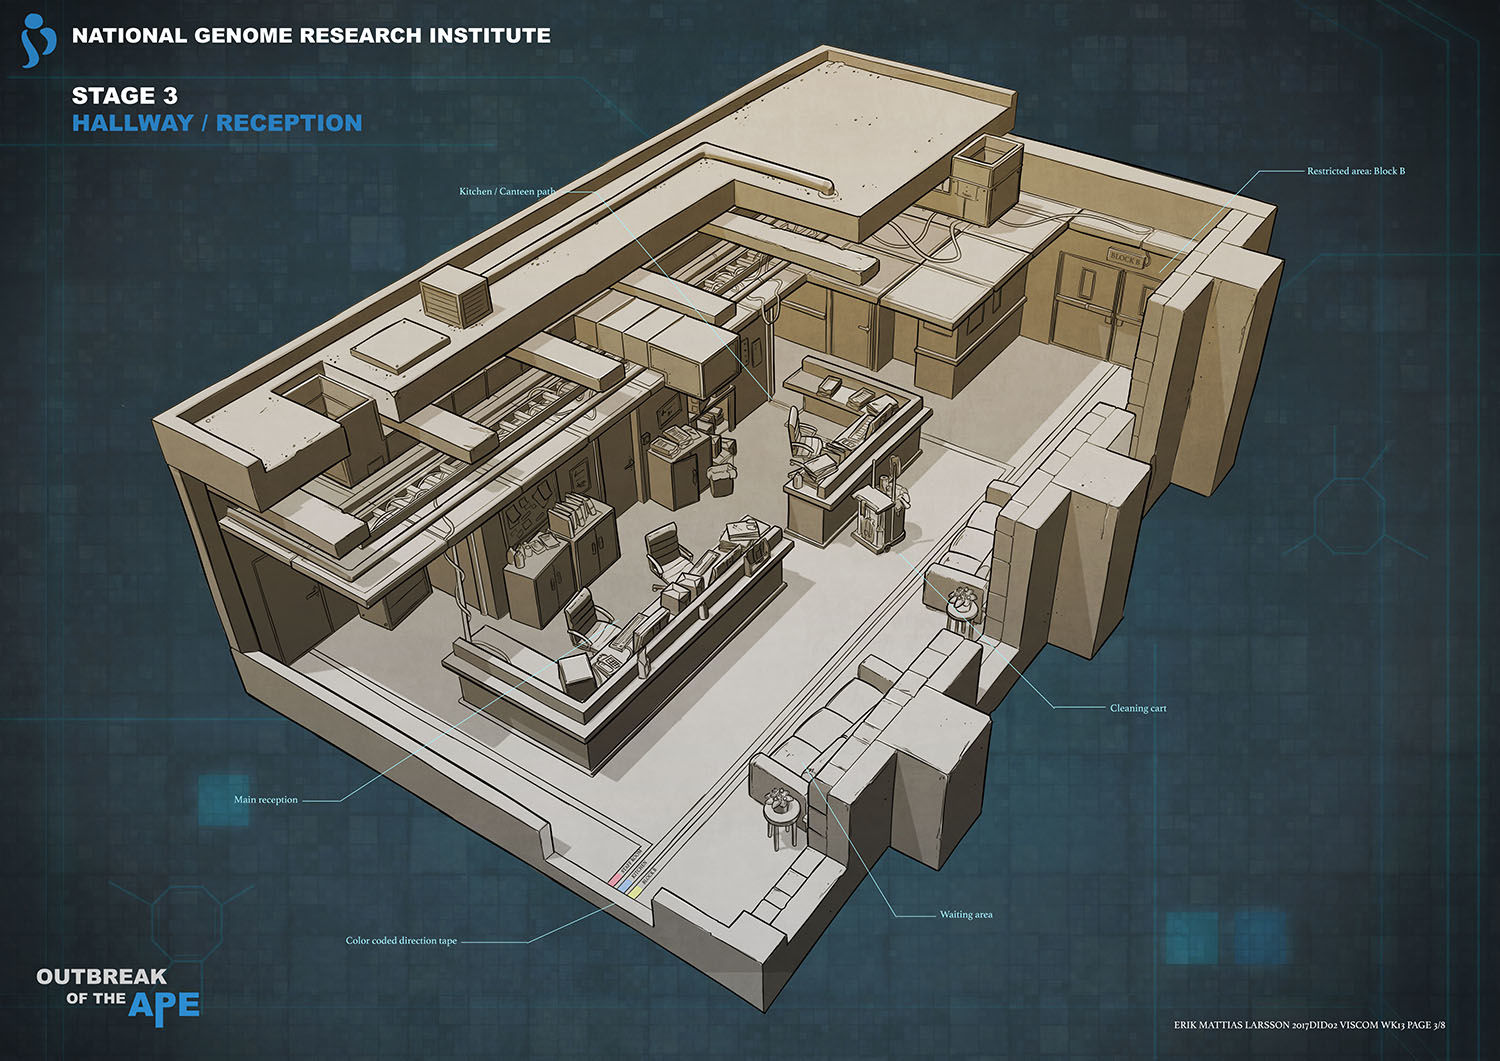 NATIONAL GENOME RESEARCH INSTITUTE
STAGE 3
HALLWAY / RECEPTION
Kitchen / Canteen path
Restricted area: Block B
BLOCK B
Cleaning cart
Main reception
Waiting area
Color coded direction tape
KITCHEN
BLOCK B
OUTBREAK
OF THE APE
ERIK MATTIAS LARSSON 2017DID02 VISCOM WK13 PAGE 3/8